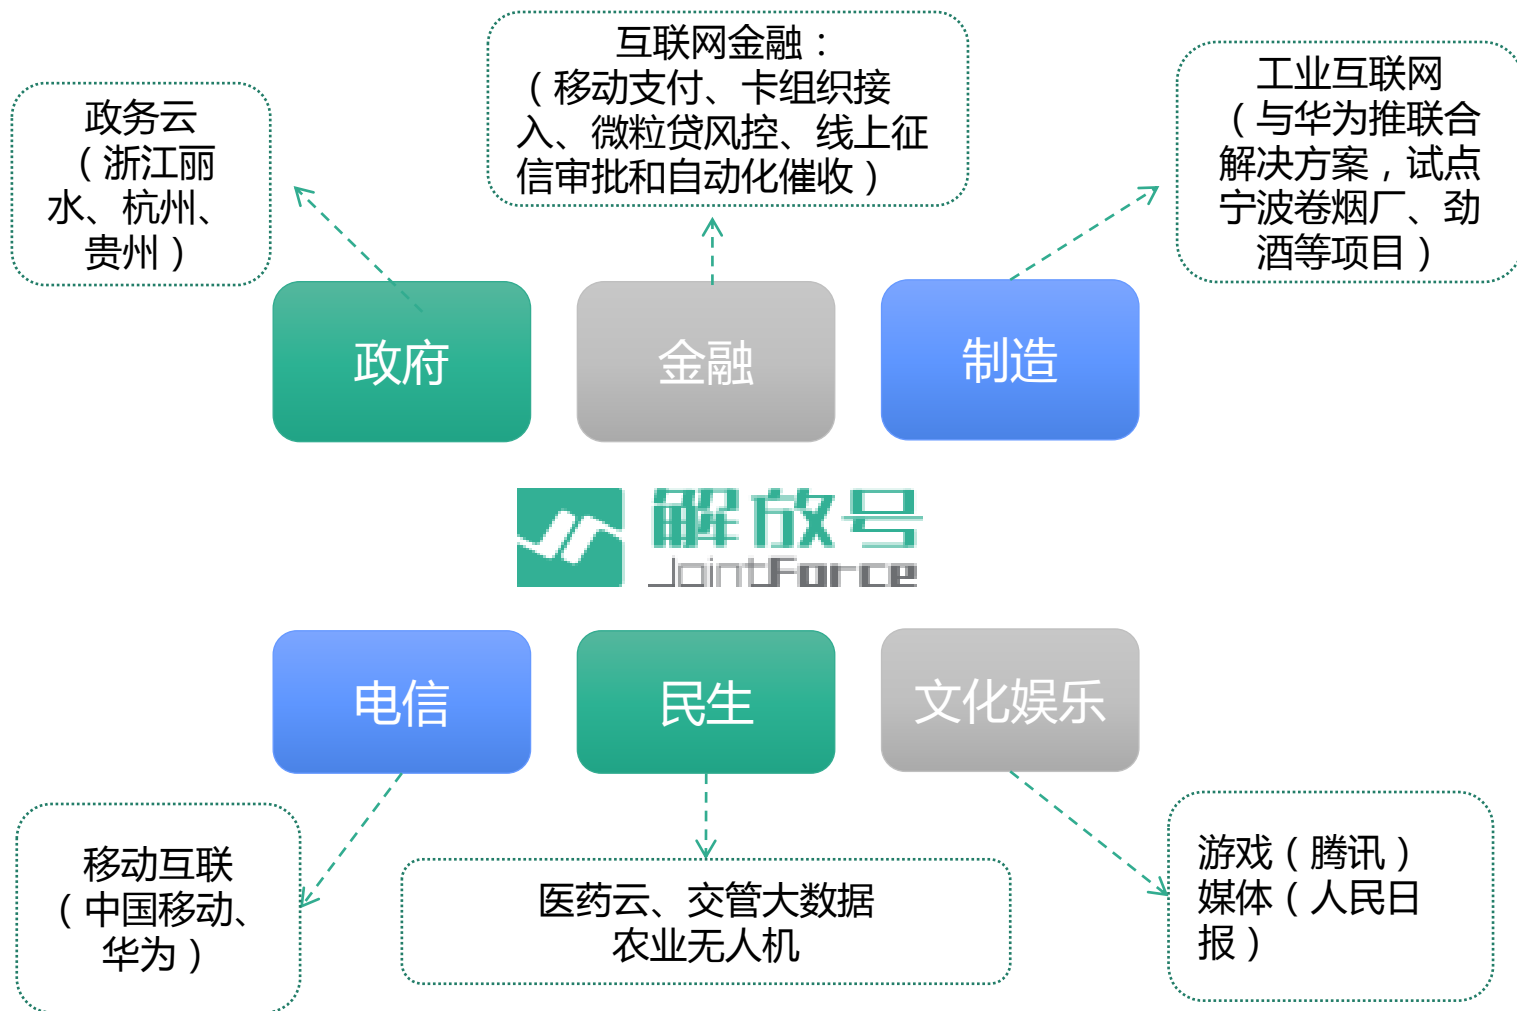 互联网金融：
（移动支付、卡组织接
入、微粒贷风控、线上征
信审批和自动化催收）
政务云
（浙江丽
水、杭州、
贵州）
工业互联网
（与华为推联合
解决方案，试点
宁波卷烟厂、劲
酒等项目）
政府
金融
制造
解放号
JointForce
电信
民生
文化娱乐
移动互联
（中国移动、
华为）
医药云、交管大数据
农业无人机
游戏（腾讯）
媒体（人民日
报）